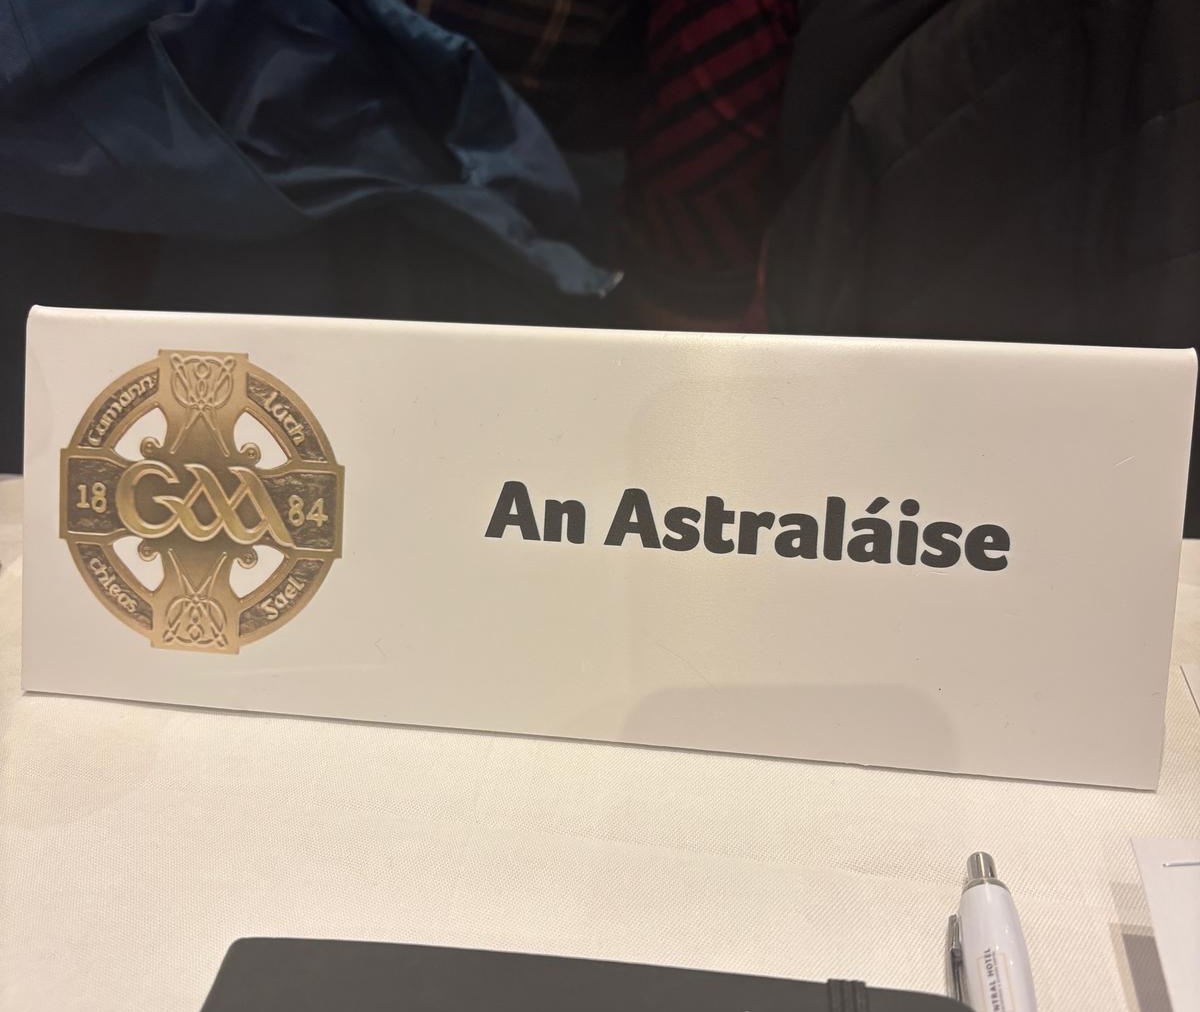 Cumann
Lúth
18 GAA 84
chleas
Gael
An Astraláise